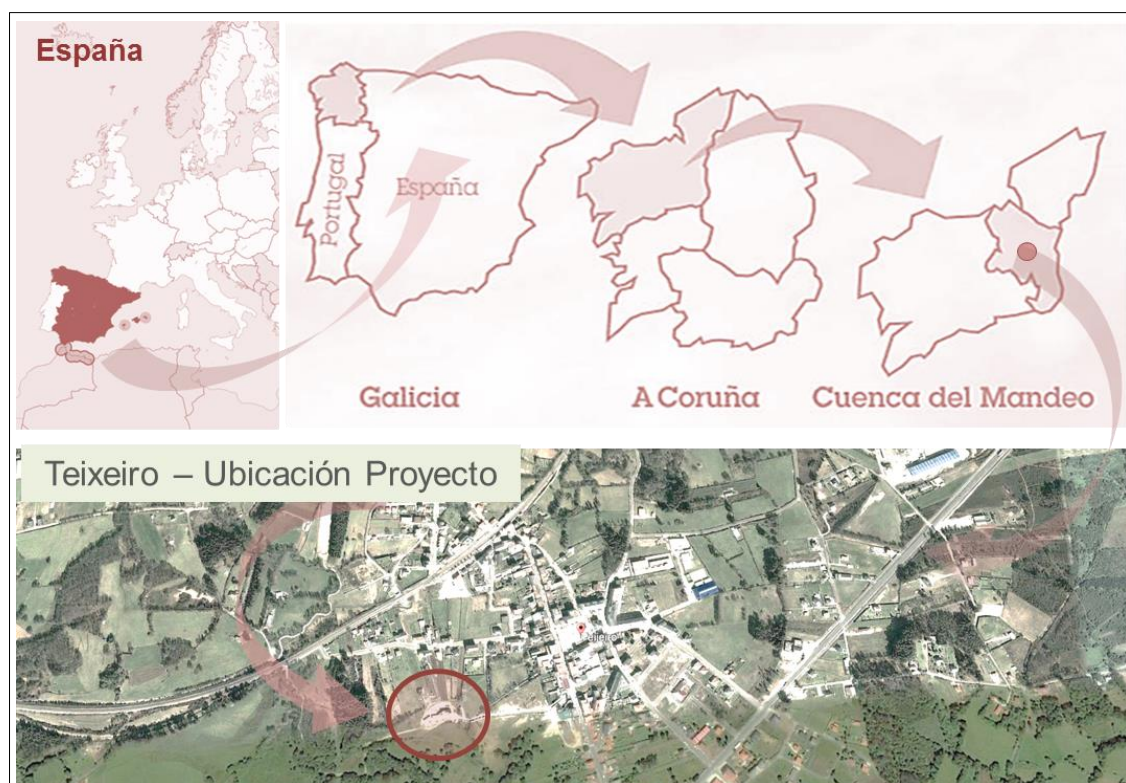 España
Portugal
España
Galicia
A Coruña
Cuenca del Mandeo
Teixeiro – Ubicación Proyecto